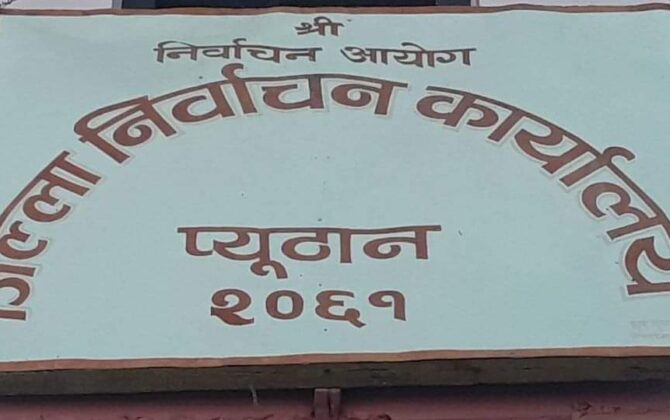 श्री
निर्वाचन आयोग
जिल्ला निर्वाचन कार्यालय
प्यूठान
२०६१